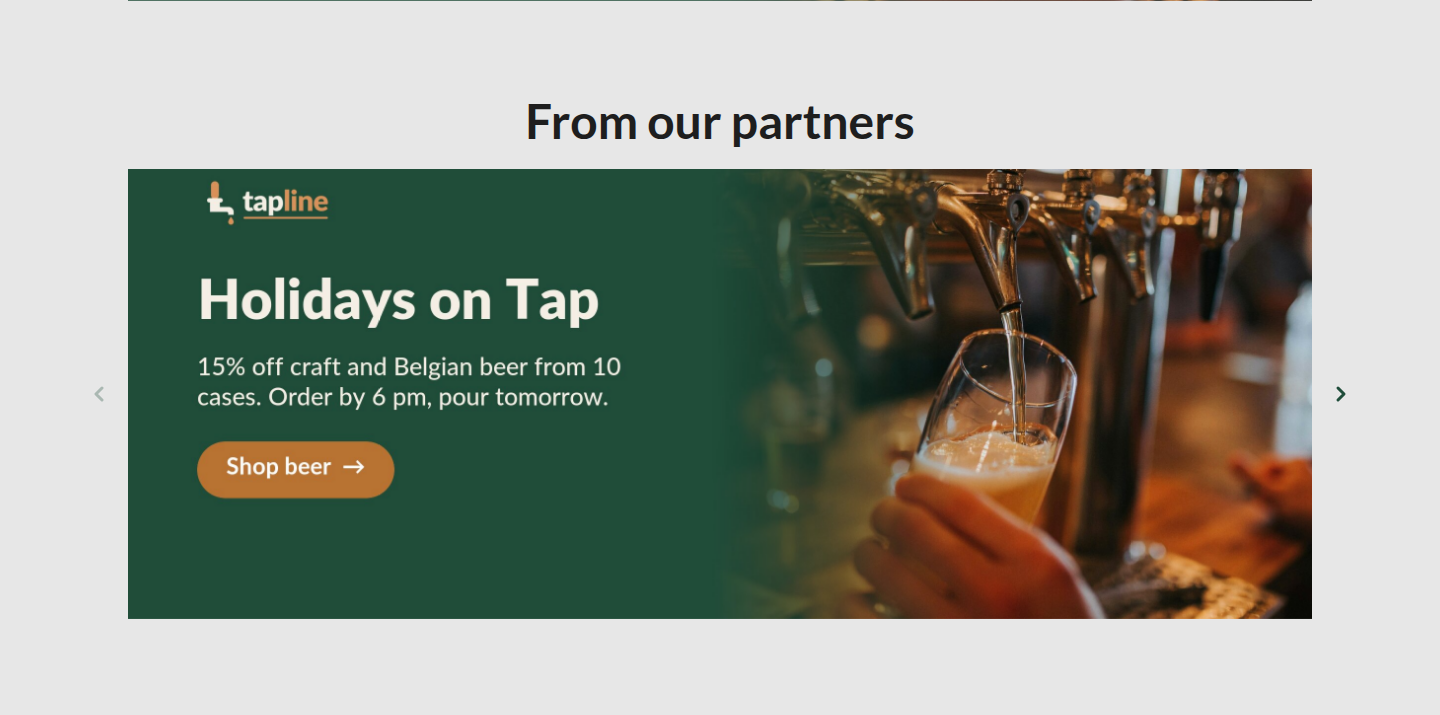 From our partners
tapline
Holidays on Tap
15% off craft and Belgian beer from 10
cases. Order by 6 pm, pour tomorrow.
Shop beer →